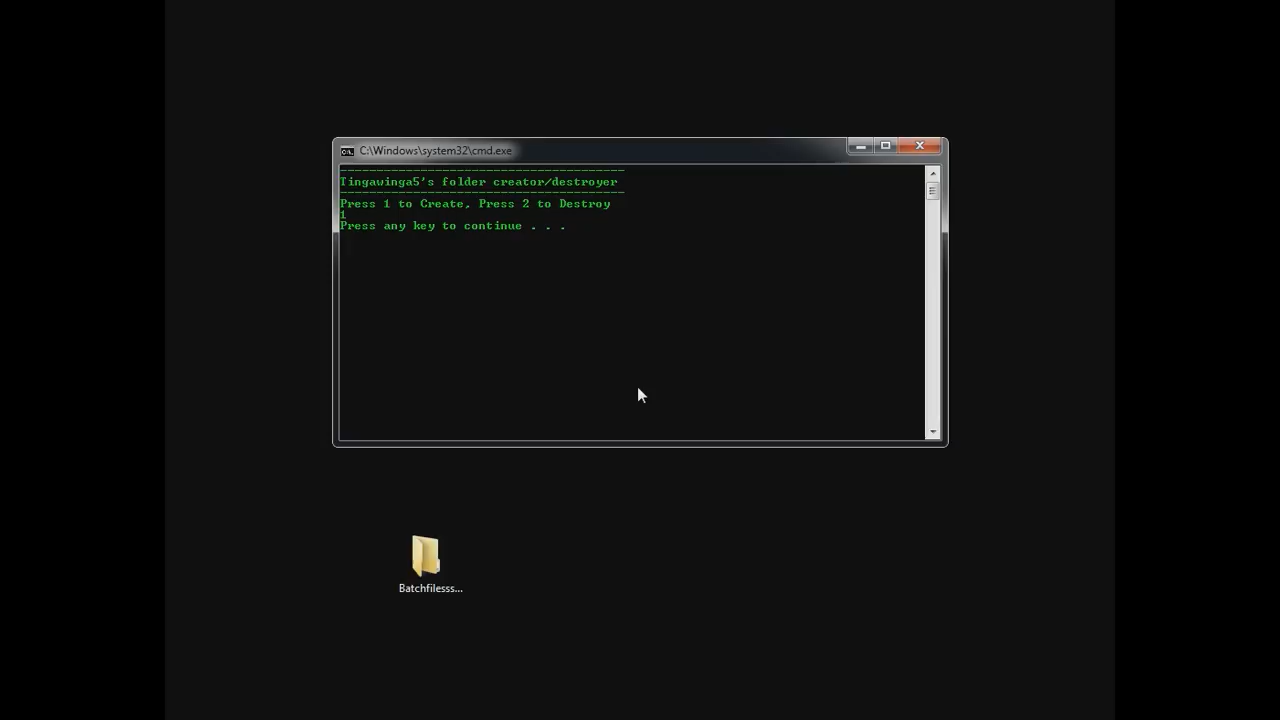 C:\Windows\system32\cmd.exe
Tingawinga5's folder creator/destroyer
Press 1 to Create, Press 2 to Destroy
1
Press any key to continue . . .
Batchfilesss...